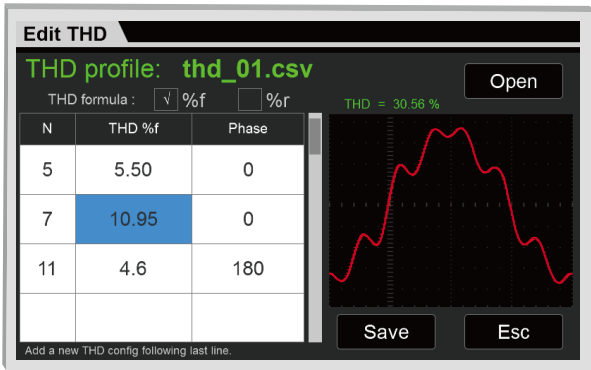 Edit THD
THD profile: thd_01.csv
Open
THD formula : √ %f %r
THD = 30.56 %
N THD %f Phase
5 5.50 0
7 10.95 0
11 4.6 180
Save Esc
Add a new THD config following last line.